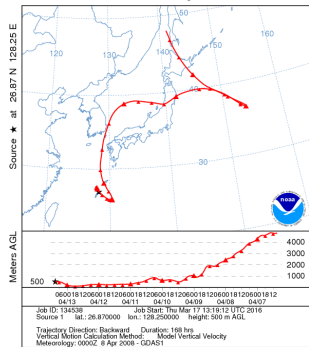 120
130
140
150
160
40
30
noaa
Source ★ at 26.87 N 128.25 E
Meters AGL
500
4000
3000
2000
1000
06001812060018120600181206001812060018120600181206001812
04/13 04/12 04/11 04/10 04/09 04/08 04/07
Job ID: 134538 Job Start: Thu Mar 17 13:19:12 UTC 2016
Source 1 lat.: 26.870000 lon.: 128.250000 height: 500 m AGL
Trajectory Direction: Backward Duration: 168 hrs
Vertical Motion Calculation Method: Model Vertical Velocity
Meteorology: 0000Z 8 Apr 2008 - GDAS1